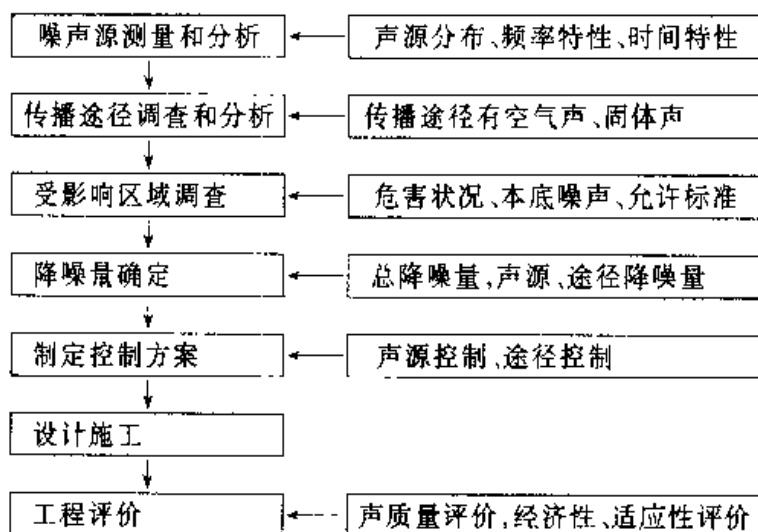 噪声源测量和分析
声源分布、频率特性、时间特性
传播途径调查和分析
传播途径有空气声、固体声
受影响区域调查
危害状况、本底噪声、允许标准
降噪量确定
总降噪量,声源、途径降噪量
制定控制方案
声源控制、途径控制
设计施工
工程评价
声质量评价,经济性、适应性评价